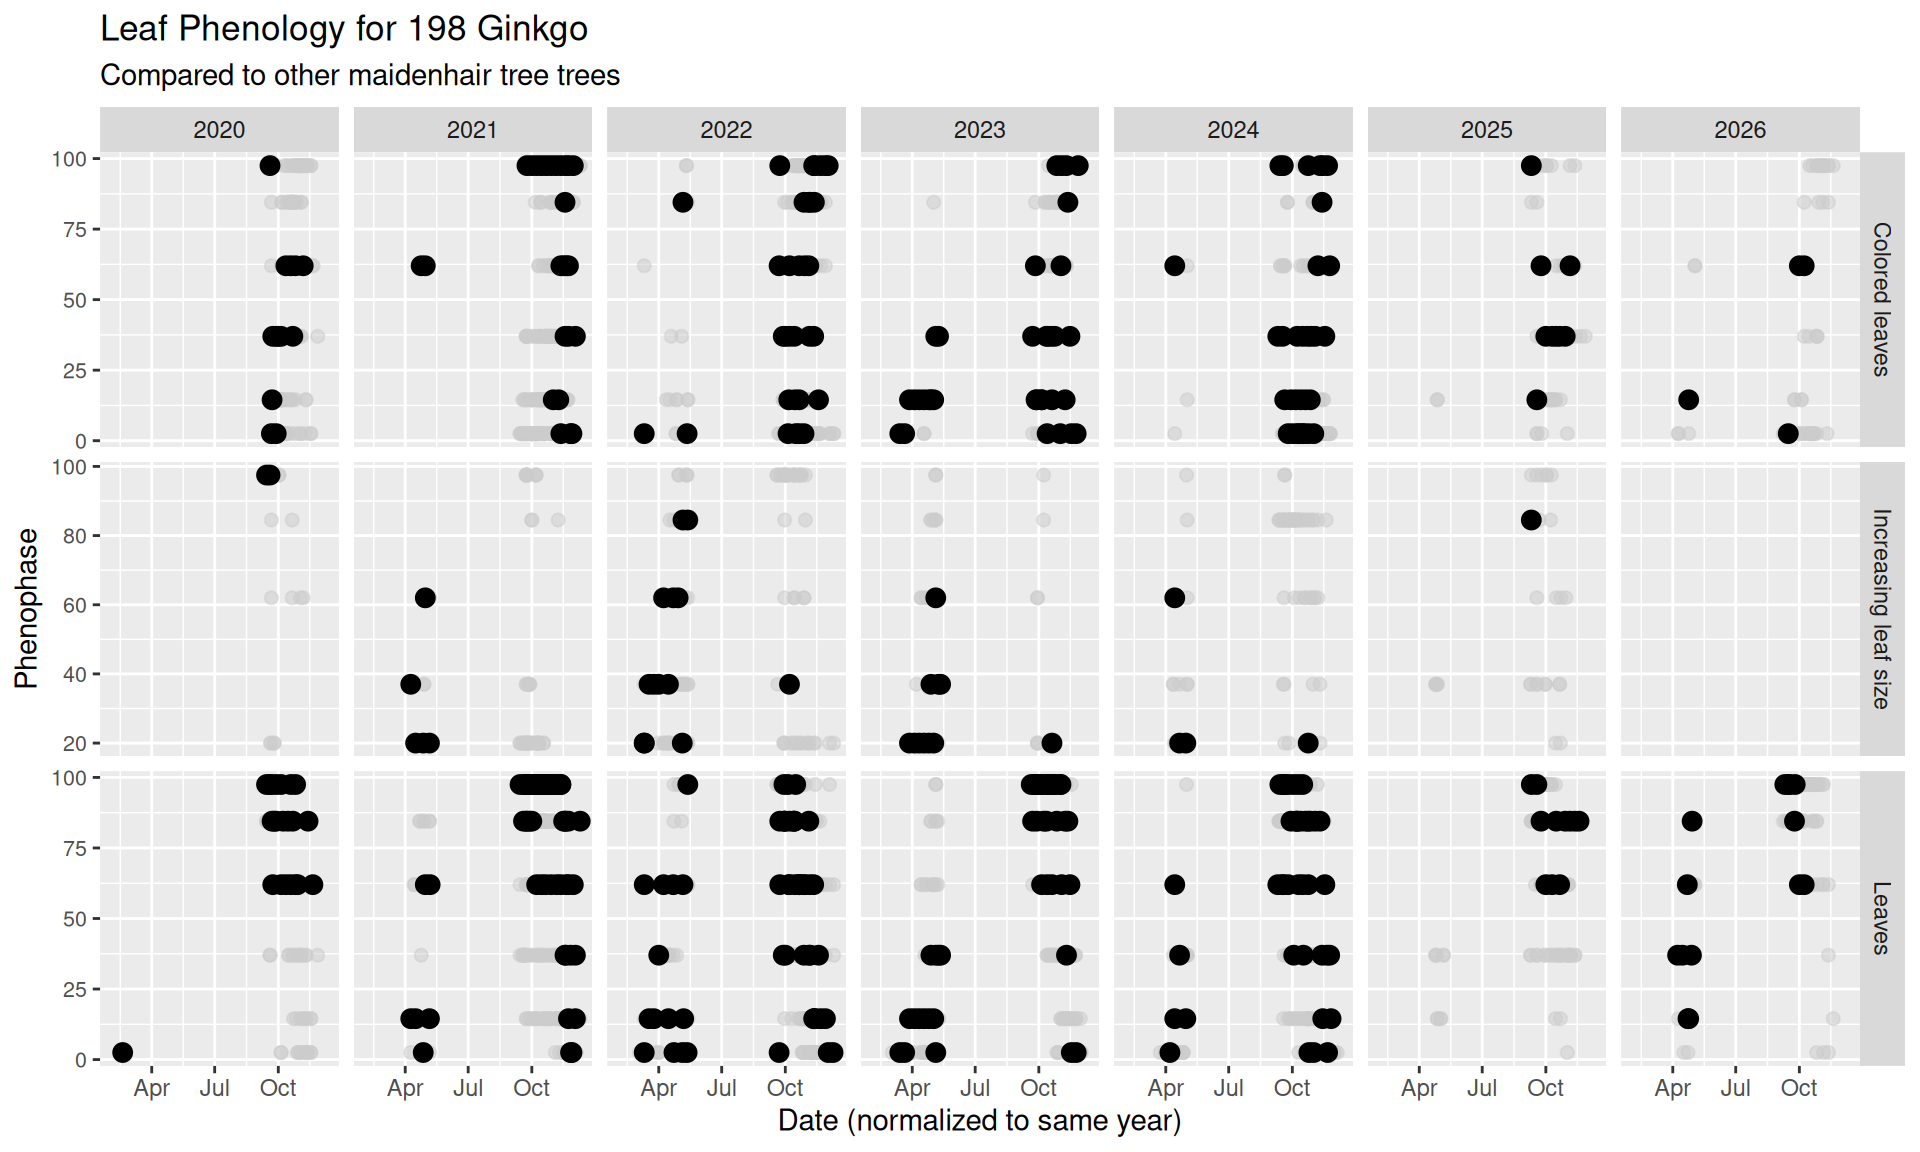 Leaf Phenology for 198 Ginkgo
Compared to other maidenhair tree trees
2020 2021 2022 2023 2024 2025 2026
100
75
50
25
0
Colored leaves
100
80
60
40
20
Increasing leaf size
100
75
50
25
0
Leaves
Phenophase
Apr Jul Oct Apr Jul Oct Apr Jul Oct Apr Jul Oct Apr Jul Oct Apr Jul Oct Apr Jul Oct
Date (normalized to same year)